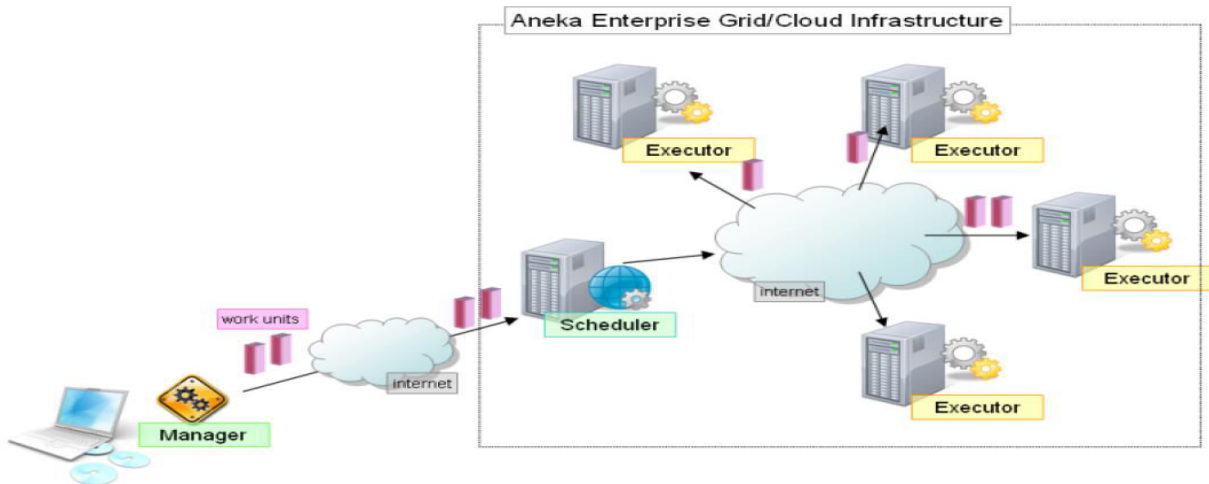 Aneka Enterprise Grid/Cloud Infrastructure
Executor
Executor
Executor
internet
work units
Scheduler
internet
Executor
Manager